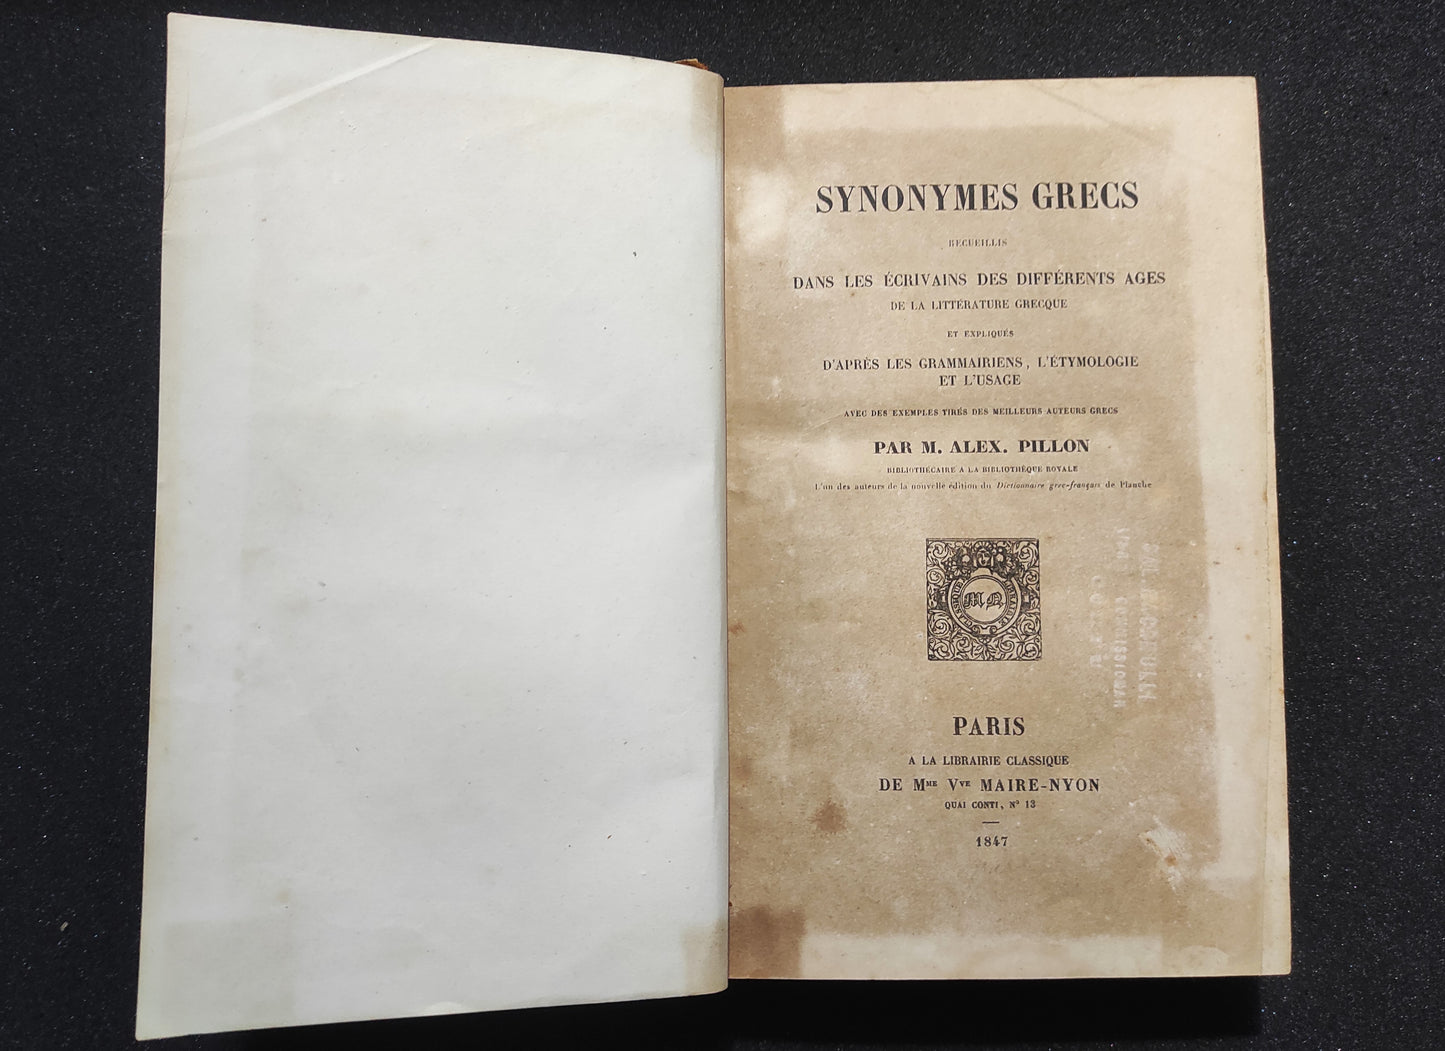 SYNONYMES GRECS
RECUEILLIS
DANS LES ÉCRIVAINS DES DIFFÉRENTS AGES
DE LA LITTÉRATURE GRECQUE
ET EXPLIQUÉS
D'APRÈS LES GRAMMAIRIENS, L'ÉTYMOLOGIE
ET L'USAGE
AVEC DES EXEMPLES TIRÉS DES MEILLEURS AUTEURS GRECS
PAR M. ALEX. PILLON
BIBLIOTHÉCAIRE A LA BIBLIOTHÈQUE ROYALE
L'un des auteurs de la nouvelle édition du Dictionnaire grec-français de Planche
CLASSIQUE LIBRAIRIE
M N
PARIS
A LA LIBRAIRIE CLASSIQUE
DE Mme Vve MAIRE-NYON
QUAI CONTI, N° 13
1847